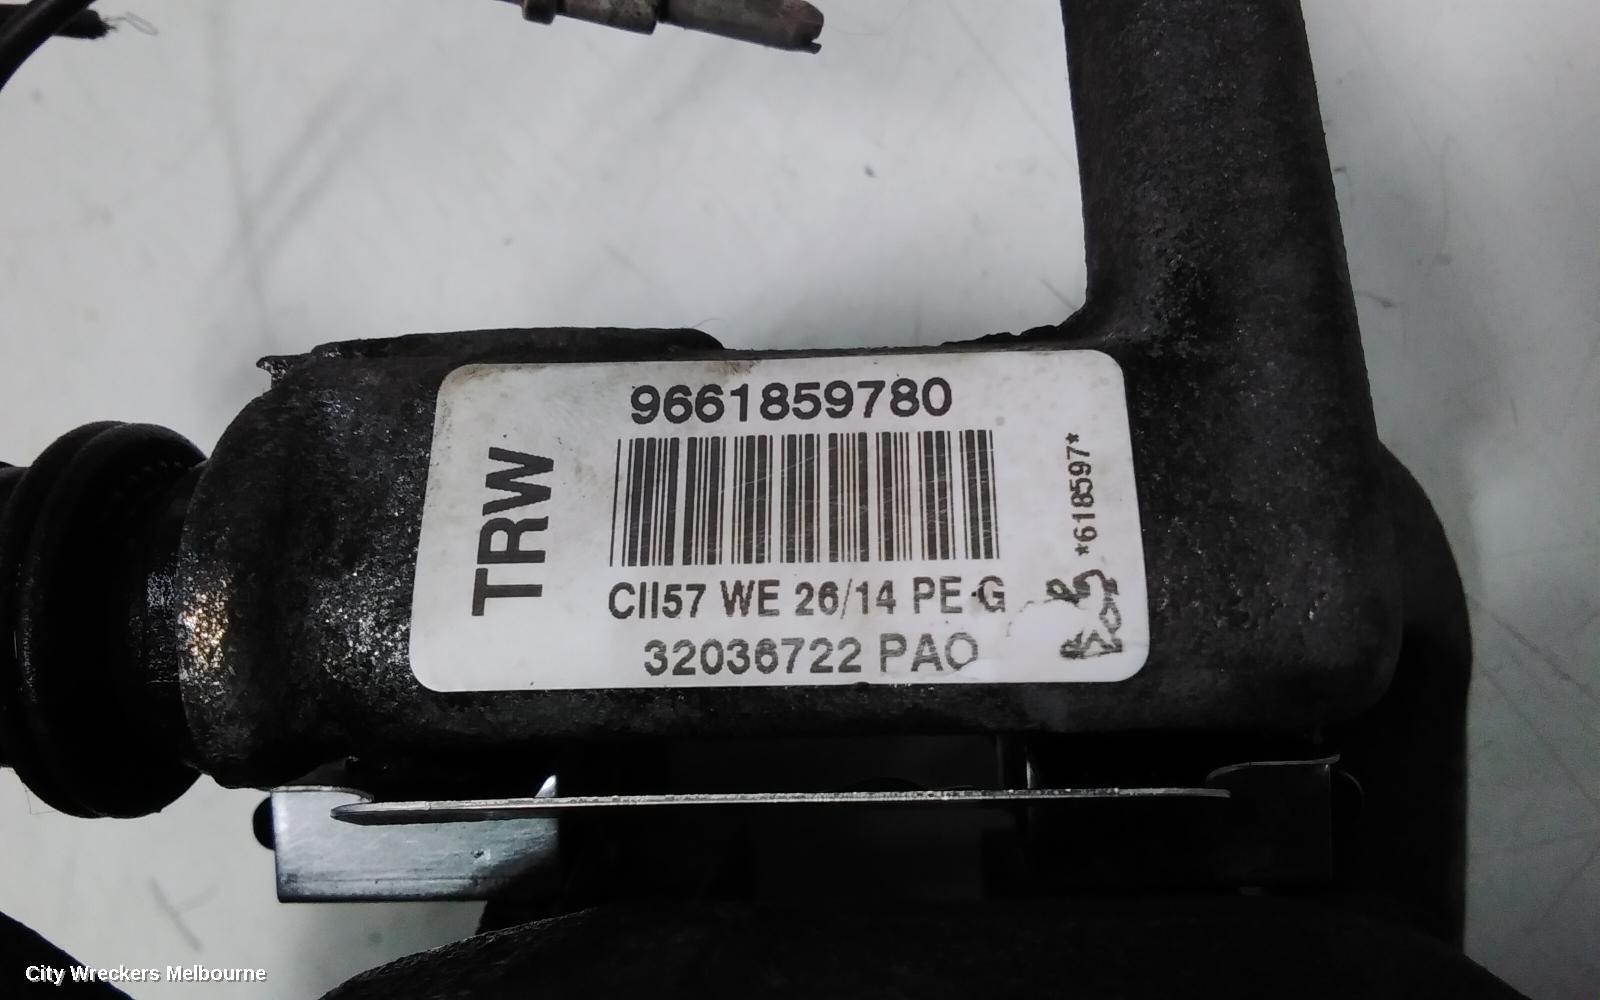 9661859780
TRW
*618597*
CII57 WE 26/14 PE G
32036722 PAO
City Wreckers Melbourne